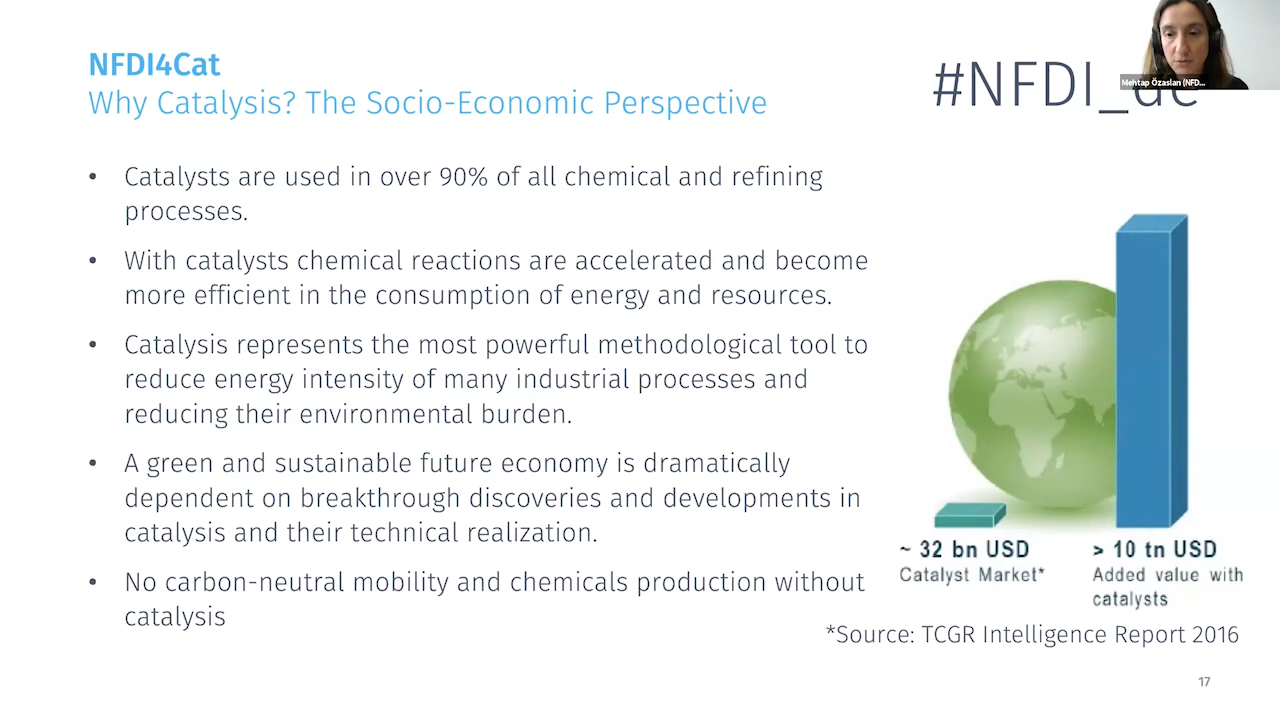 NFDI4Cat
Why Catalysis? The Socio-Economic Perspective
#NFDI_de
Mehtap Özaslan (NFD...
• Catalysts are used in over 90% of all chemical and refining
processes.
• With catalysts chemical reactions are accelerated and become
more efficient in the consumption of energy and resources.
• Catalysis represents the most powerful methodological tool to
reduce energy intensity of many industrial processes and
reducing their environmental burden.
• A green and sustainable future economy is dramatically
dependent on breakthrough discoveries and developments in
catalysis and their technical realization.
• No carbon-neutral mobility and chemicals production without
catalysis
~ 32 bn USD
Catalyst Market*
> 10 tn USD
Added value with
catalysts
*Source: TCGR Intelligence Report 2016
17